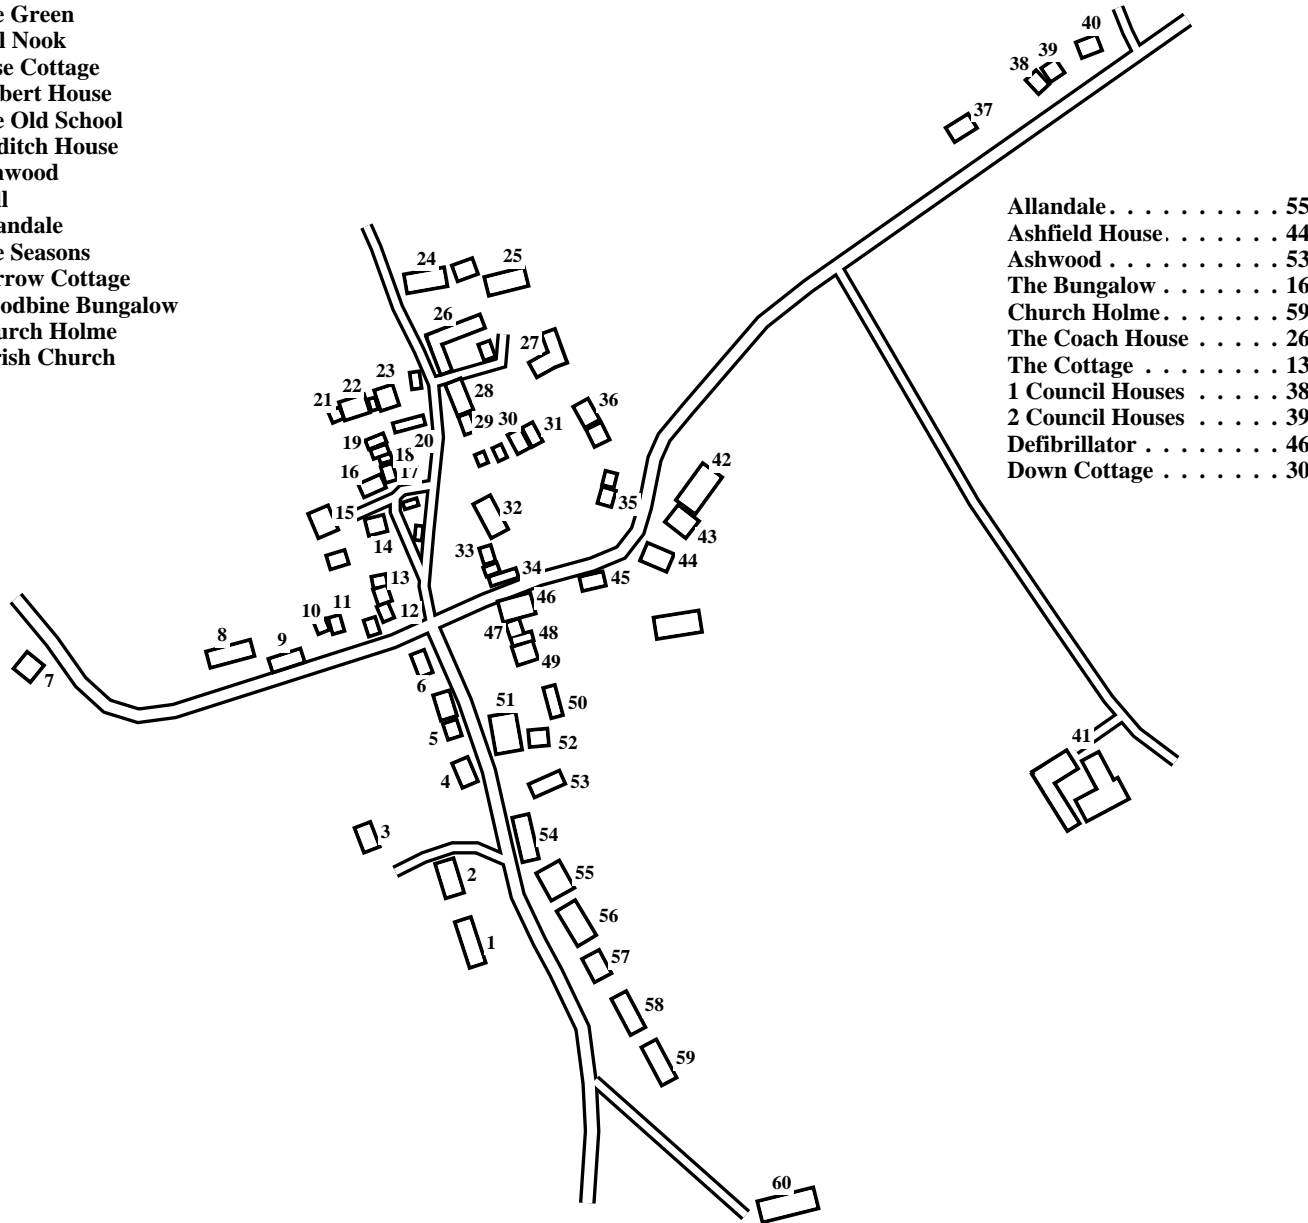 e Green
l Nook
se Cottage
bert House
e Old School
ditch House
wood
ll
andale
e Seasons
rrow Cottage
odbine Bungalow
urch Holme
rish Church
Allandale . . . . . . . . . . 55
Ashfield House . . . . . . . 44
Ashwood . . . . . . . . . . 53
The Bungalow . . . . . . . 16
Church Holme . . . . . . . 59
The Coach House . . . . . 26
The Cottage . . . . . . . . 13
1 Council Houses . . . . . 38
2 Council Houses . . . . . 39
Defibrillator . . . . . . . . 46
Down Cottage . . . . . . . 30
40
39
38
37
24
25
26
27
23
22
21
28
36
29
30
31
20
19
18
17
16
42
35
15
32
43
14
33
44
34
45
13
46
10
11
12
8
9
47
48
49
7
6
51
50
5
52
41
4
53
3
54
2
55
56
1
57
58
59
60